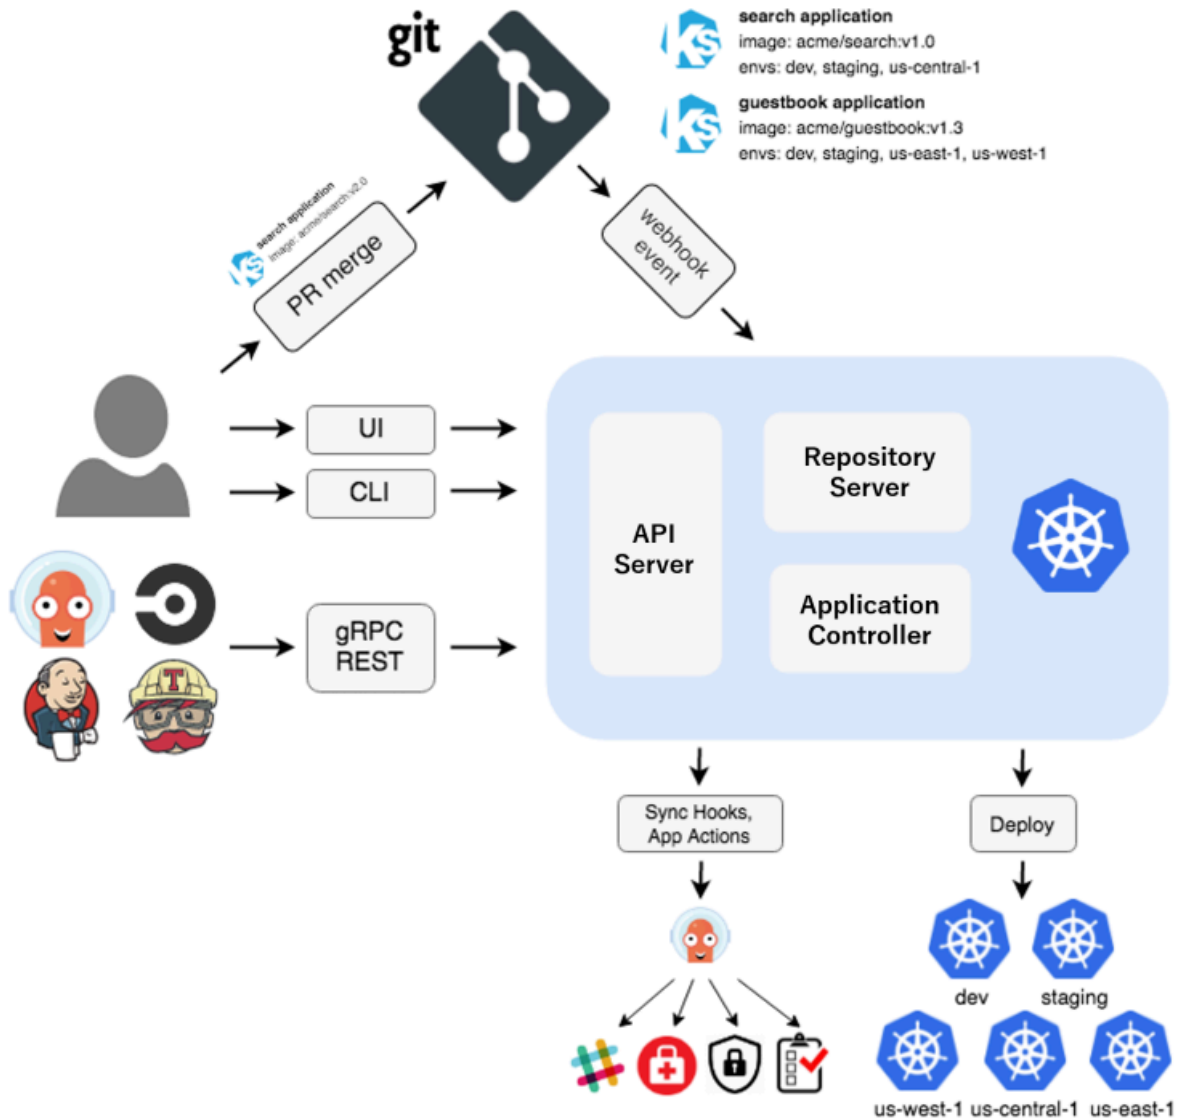 git
search application
image: acme/search:v1.0
envs: dev, staging, us-central-1
guestbook application
image: acme/guestbook:v1.3
envs: dev, staging, us-east-1, us-west-1
Ks
Ks
search application
image: acme/search:v2.0
Ks
PR merge
webhook
event
UI
CLI
gRPC
REST
T
API
Server
Repository
Server
Application
Controller
Sync Hooks,
App Actions
Deploy
dev
staging
us-west-1
us-central-1
us-east-1